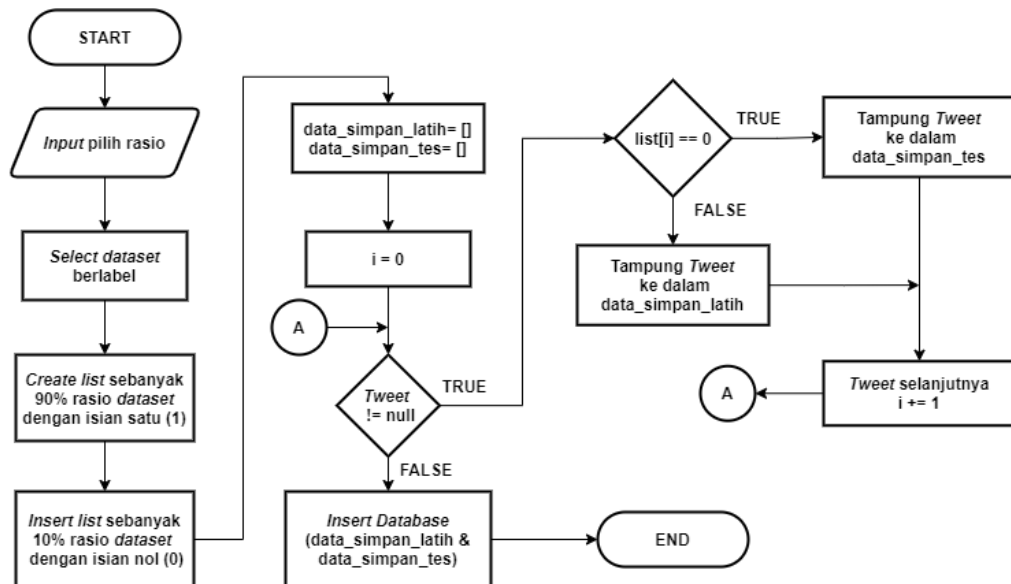 START
Input pilih rasio
Select dataset
berlabel
Create list sebanyak
90% rasio dataset
dengan isian satu (1)
Insert list sebanyak
10% rasio dataset
dengan isian nol (0)
data_simpan_latih= []
data_simpan_tes= []
i = 0
A
Tweet
!= null
TRUE
FALSE
Insert Database
(data_simpan_latih &
data_simpan_tes)
END
list[i] == 0
TRUE
FALSE
Tampung Tweet
ke dalam
data_simpan_tes
Tampung Tweet
ke dalam
data_simpan_latih
Tweet selanjutnya
i += 1
A